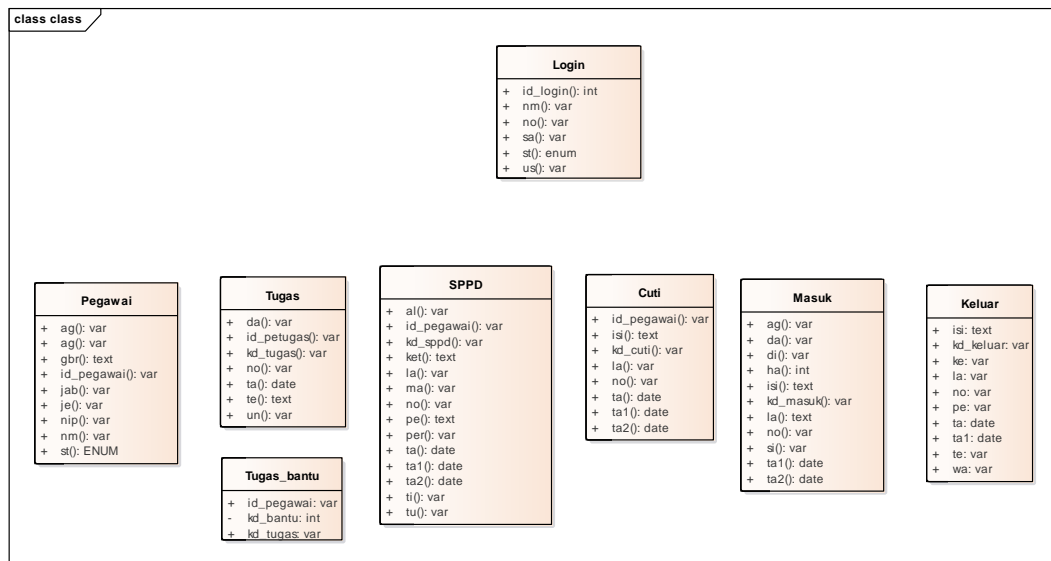 class class
Login
+ id_login(): int
+ nm(): var
+ no(): var
+ sa(): var
+ st(): enum
+ us(): var
Pegawai
+ ag(): var
+ ag(): var
+ gbr(): text
+ id_pegawai(): var
+ jab(): var
+ je(): var
+ nip(): var
+ nm(): var
+ st(): ENUM
Tugas
+ da(): var
+ id_petugas(): var
+ kd_tugas(): var
+ no(): var
+ ta(): date
+ te(): text
+ un(): var
Tugas_bantu
+ id_pegawai: var
- kd_bantu: int
+ kd_tugas: var
SPPD
+ al(): var
+ id_pegawai(): var
+ kd_sppd(): var
+ ket(): text
+ la(): var
+ ma(): var
+ no(): var
+ pe(): text
+ per(): var
+ ta(): date
+ ta1(): date
+ ta2(): date
+ ti(): var
+ tu(): var
Cuti
+ id_pegawai(): var
+ isi(): text
+ kd_cuti(): var
+ la(): var
+ no(): var
+ ta(): date
+ ta1(): date
+ ta2(): date
Masuk
+ ag(): var
+ da(): var
+ di(): var
+ ha(): int
+ isi(): text
+ kd_masuk(): var
+ la(): text
+ no(): var
+ si(): var
+ ta1(): date
+ ta2(): date
Keluar
+ isi: text
+ kd_keluar: var
+ ke: var
+ la: var
+ no: var
+ pe: var
+ ta: date
+ ta1: date
+ te: var
+ wa: var